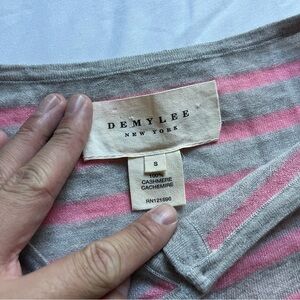 DEMYLEE
NEW YORK
S
100%
CASHMERE
CACHEMIRE
RN121590